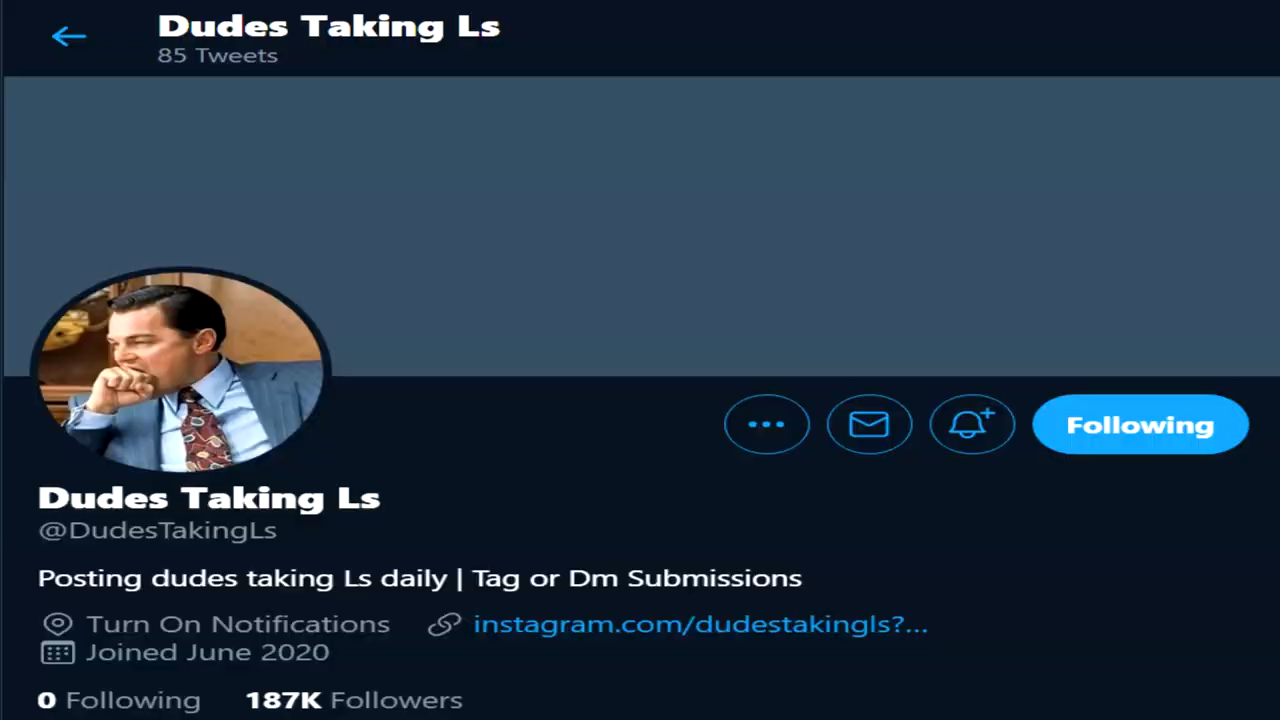 Dudes Taking Ls
85 Tweets
Following
Dudes Taking Ls
@DudesTakingLs
Posting dudes taking Ls daily | Tag or Dm Submissions
Turn On Notifications instagram.com/dudestakingls?...
Joined June 2020
0 Following 187K Followers